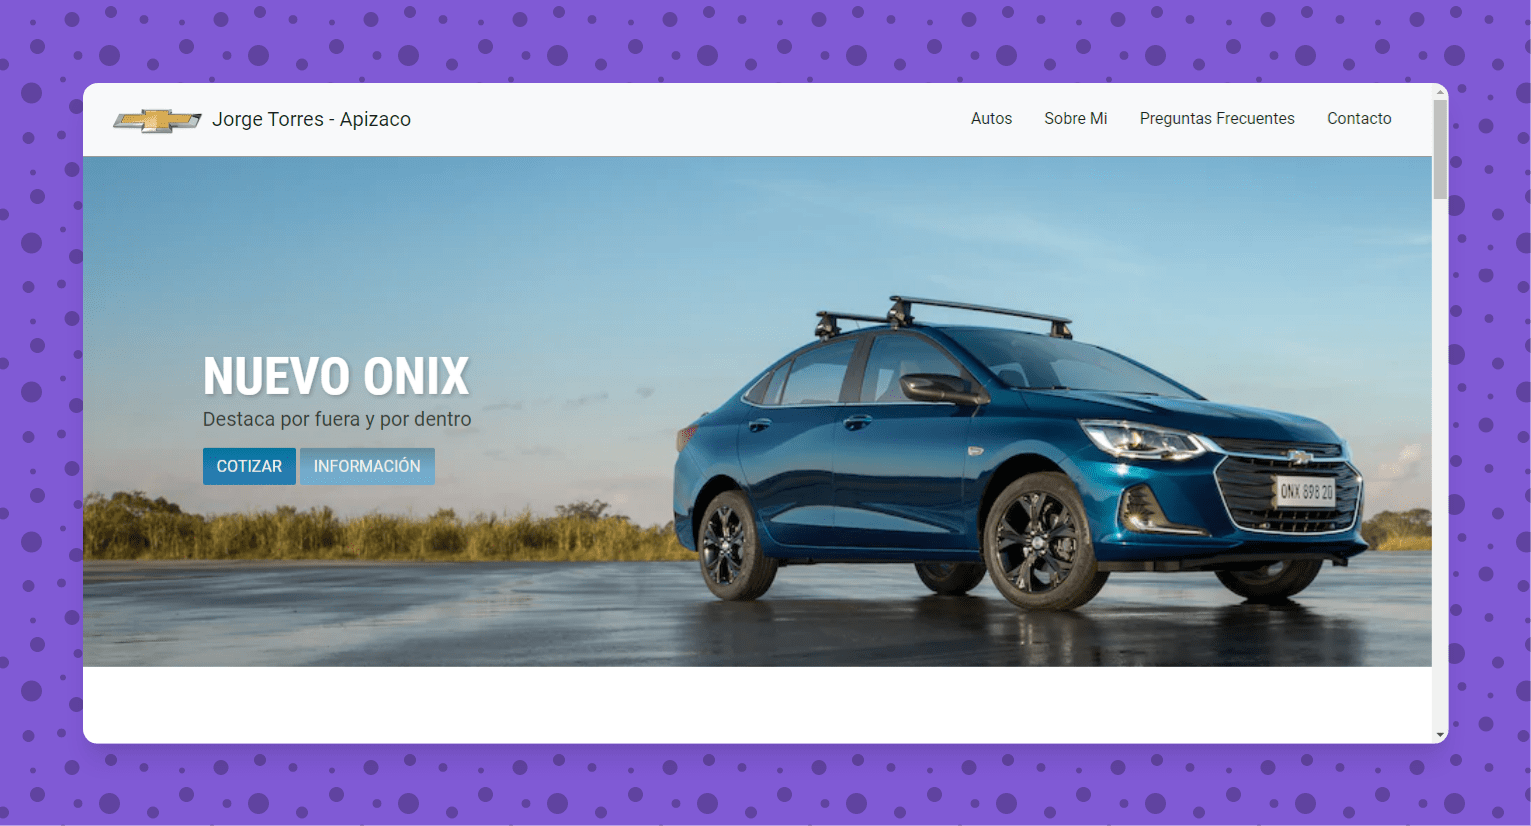 Jorge Torres - Apizaco
Autos Sobre Mi Preguntas Frecuentes Contacto
NUEVO ONIX
Destaca por fuera y por dentro
COTIZAR INFORMACIÓN
ONX 898 20